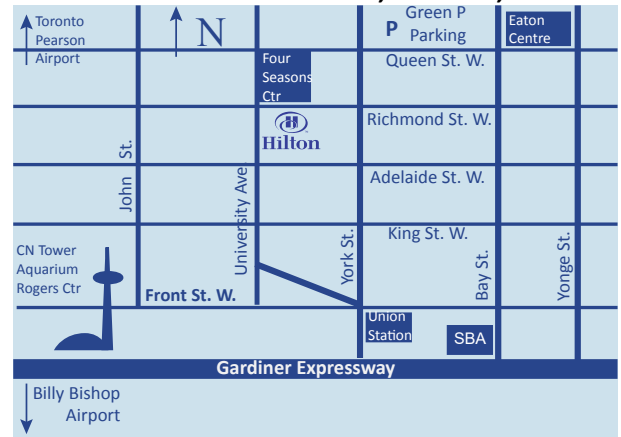 Toronto
Pearson
Airport
N
P
Green P
Parking
Eaton
Centre
Four
Seasons
Ctr
Queen St. W.
Hilton
Richmond St. W.
John St.
Adelaide St. W.
University Ave.
King St. W.
York St.
Bay St.
Yonge St.
CN Tower
Aquarium
Rogers Ctr
Front St. W.
Union
Station
SBA
Gardiner Expressway
Billy Bishop
Airport